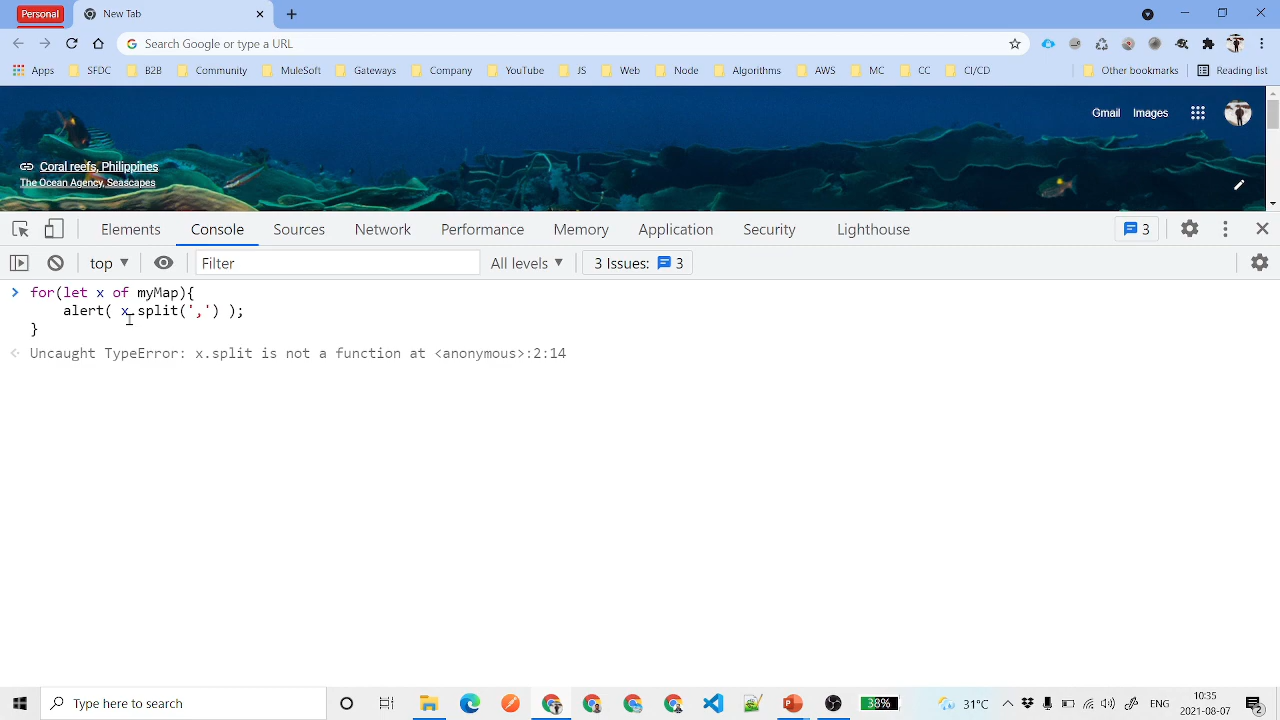 Personal
New Tab
Search Google or type a URL
Apps SFDC B2B Community MuleSoft Gateways Company YouTube JS Web Node Algorithms AWS MC CC CI/CD Other bookmarks Reading list
Gmail Images
Coral reefs, Philippines
The Ocean Agency, Seascapes
Elements Console Sources Network Performance Memory Application Security Lighthouse 3
top Filter All levels 3 Issues: 3
for(let x of myMap){
alert( x.split(',') );
}
Uncaught TypeError: x.split is not a function at <anonymous>:2:14
Type here to search 38% 31°C ENG 10:35
2021-08-07 2